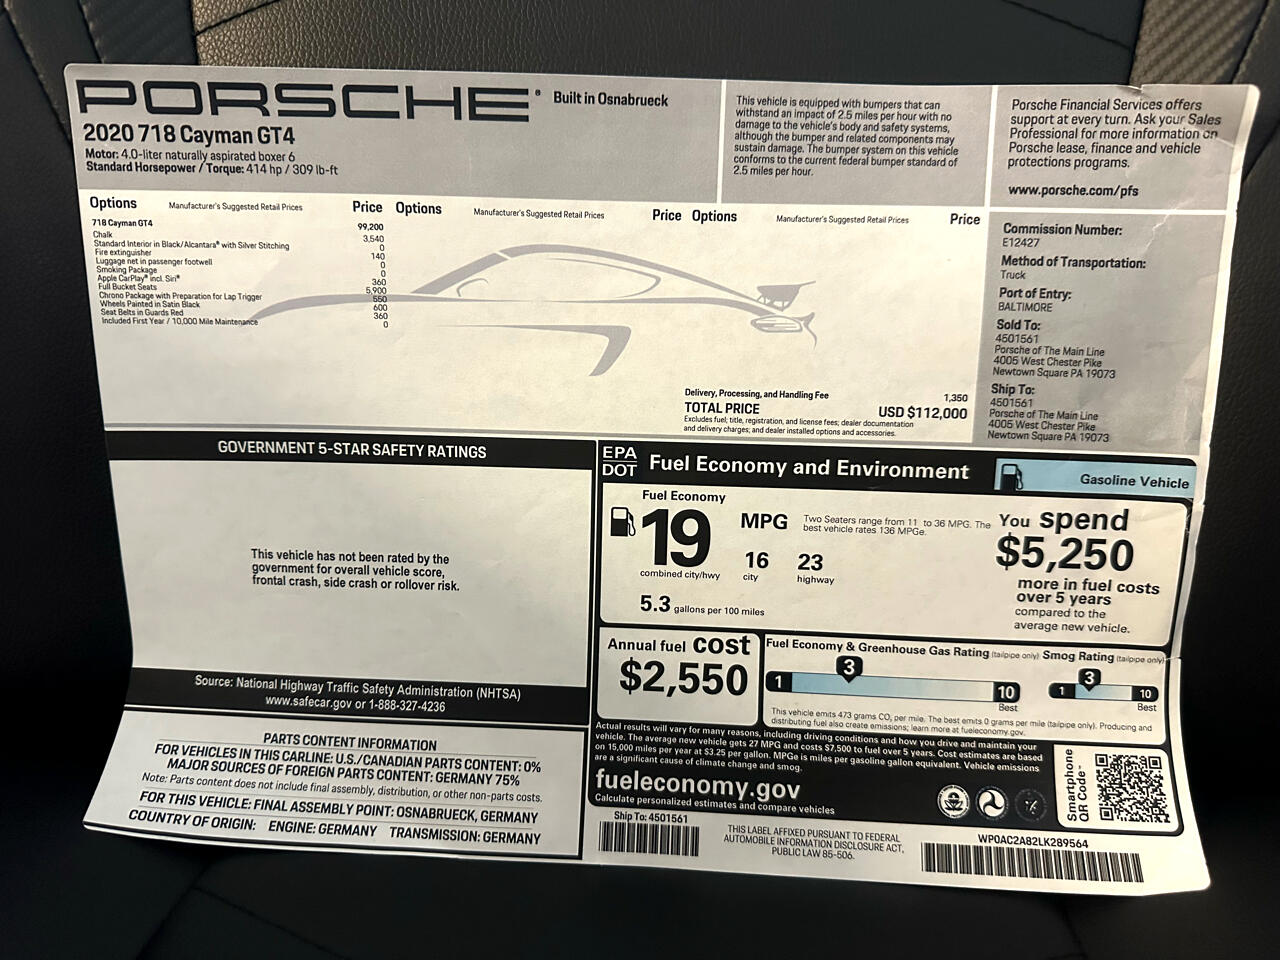 PORSCHE® Built in Osnabrueck
2020 718 Cayman GT4
Motor: 4.0-liter naturally aspirated boxer 6
Standard Horsepower / Torque: 414 hp / 309 lb-ft
This vehicle is equipped with bumpers that can
withstand an impact of 2.5 miles per hour with no
damage to the vehicle's body and safety systems,
although the bumper and related components may
sustain damage. The bumper system on this vehicle
conforms to the current federal bumper standard of
2.5 miles per hour.
Porsche Financial Services offers
support at every turn. Ask your Sales
Professional for more information on
Porsche lease, finance and vehicle
protections programs.
www.porsche.com/pfs
Options Manufacturer's Suggested Retail Prices Price Options Manufacturer's Suggested Retail Prices Price Options Manufacturer's Suggested Retail Prices Price
718 Cayman GT4 99,200
Chalk 3,540
Standard Interior in Black/Alcantara® with Silver Stitching 0
Fire extinguisher 140
Luggage net in passenger footwell 0
Smoking Package 0
Apple CarPlay® incl. Siri® 360
Full Bucket Seats 5,900
Chrono Package with Preparation for Lap Trigger 550
Wheels Painted in Satin Black 600
Seat Belts in Guards Red 360
Included First Year / 10,000 Mile Maintenance 0
Delivery, Processing, and Handling Fee 1,350
TOTAL PRICE USD $112,000
Excludes fuel; title, registration, and license fees; dealer documentation
and delivery charges; and dealer installed options and accessories.
Commission Number:
E12427
Method of Transportation:
Truck
Port of Entry:
BALTIMORE
Sold To:
4501561
Porsche of The Main Line
4005 West Chester Pike
Newtown Square PA 19073
Ship To:
4501561
Porsche of The Main Line
4005 West Chester Pike
Newtown Square PA 19073
GOVERNMENT 5-STAR SAFETY RATINGS
This vehicle has not been rated by the
government for overall vehicle score,
frontal crash, side crash or rollover risk.
Source: National Highway Traffic Safety Administration (NHTSA)
www.safecar.gov or 1-888-327-4236
PARTS CONTENT INFORMATION
FOR VEHICLES IN THIS CARLINE: U.S./CANADIAN PARTS CONTENT: 0%
MAJOR SOURCES OF FOREIGN PARTS CONTENT: GERMANY 75%
Note: Parts content does not include final assembly, distribution, or other non-parts costs.
FOR THIS VEHICLE: FINAL ASSEMBLY POINT: OSNABRUECK, GERMANY
COUNTRY OF ORIGIN: ENGINE: GERMANY TRANSMISSION: GERMANY
EPA
DOT
Fuel Economy and Environment
Gasoline Vehicle
Fuel Economy
19 MPG
combined city/hwy
16
city
23
highway
Two Seaters range from 11 to 36 MPG. The
best vehicle rates 136 MPGe.
5.3 gallons per 100 miles
You spend
$5,250
more in fuel costs
over 5 years
compared to the
average new vehicle.
Annual fuel cost
$2,550
Fuel Economy & Greenhouse Gas Rating (tailpipe only)
3
1 10
Best
Smog Rating (tailpipe only)
3
1 10
Best
This vehicle emits 473 grams CO2 per mile. The best emits 0 grams per mile (tailpipe only). Producing and
distributing fuel also create emissions; learn more at fueleconomy.gov.
Actual results will vary for many reasons, including driving conditions and how you drive and maintain your
vehicle. The average new vehicle gets 27 MPG and costs $7,500 to fuel over 5 years. Cost estimates are based
on 15,000 miles per year at $3.25 per gallon. MPGe is miles per gasoline gallon equivalent. Vehicle emissions
are a significant cause of climate change and smog.
fueleconomy.gov
Calculate personalized estimates and compare vehicles
Smartphone
QR Code™
Ship To: 4501561
THIS LABEL AFFIXED PURSUANT TO FEDERAL
AUTOMOBILE INFORMATION DISCLOSURE ACT,
PUBLIC LAW 85-506.
WP0AC2A82LK289564